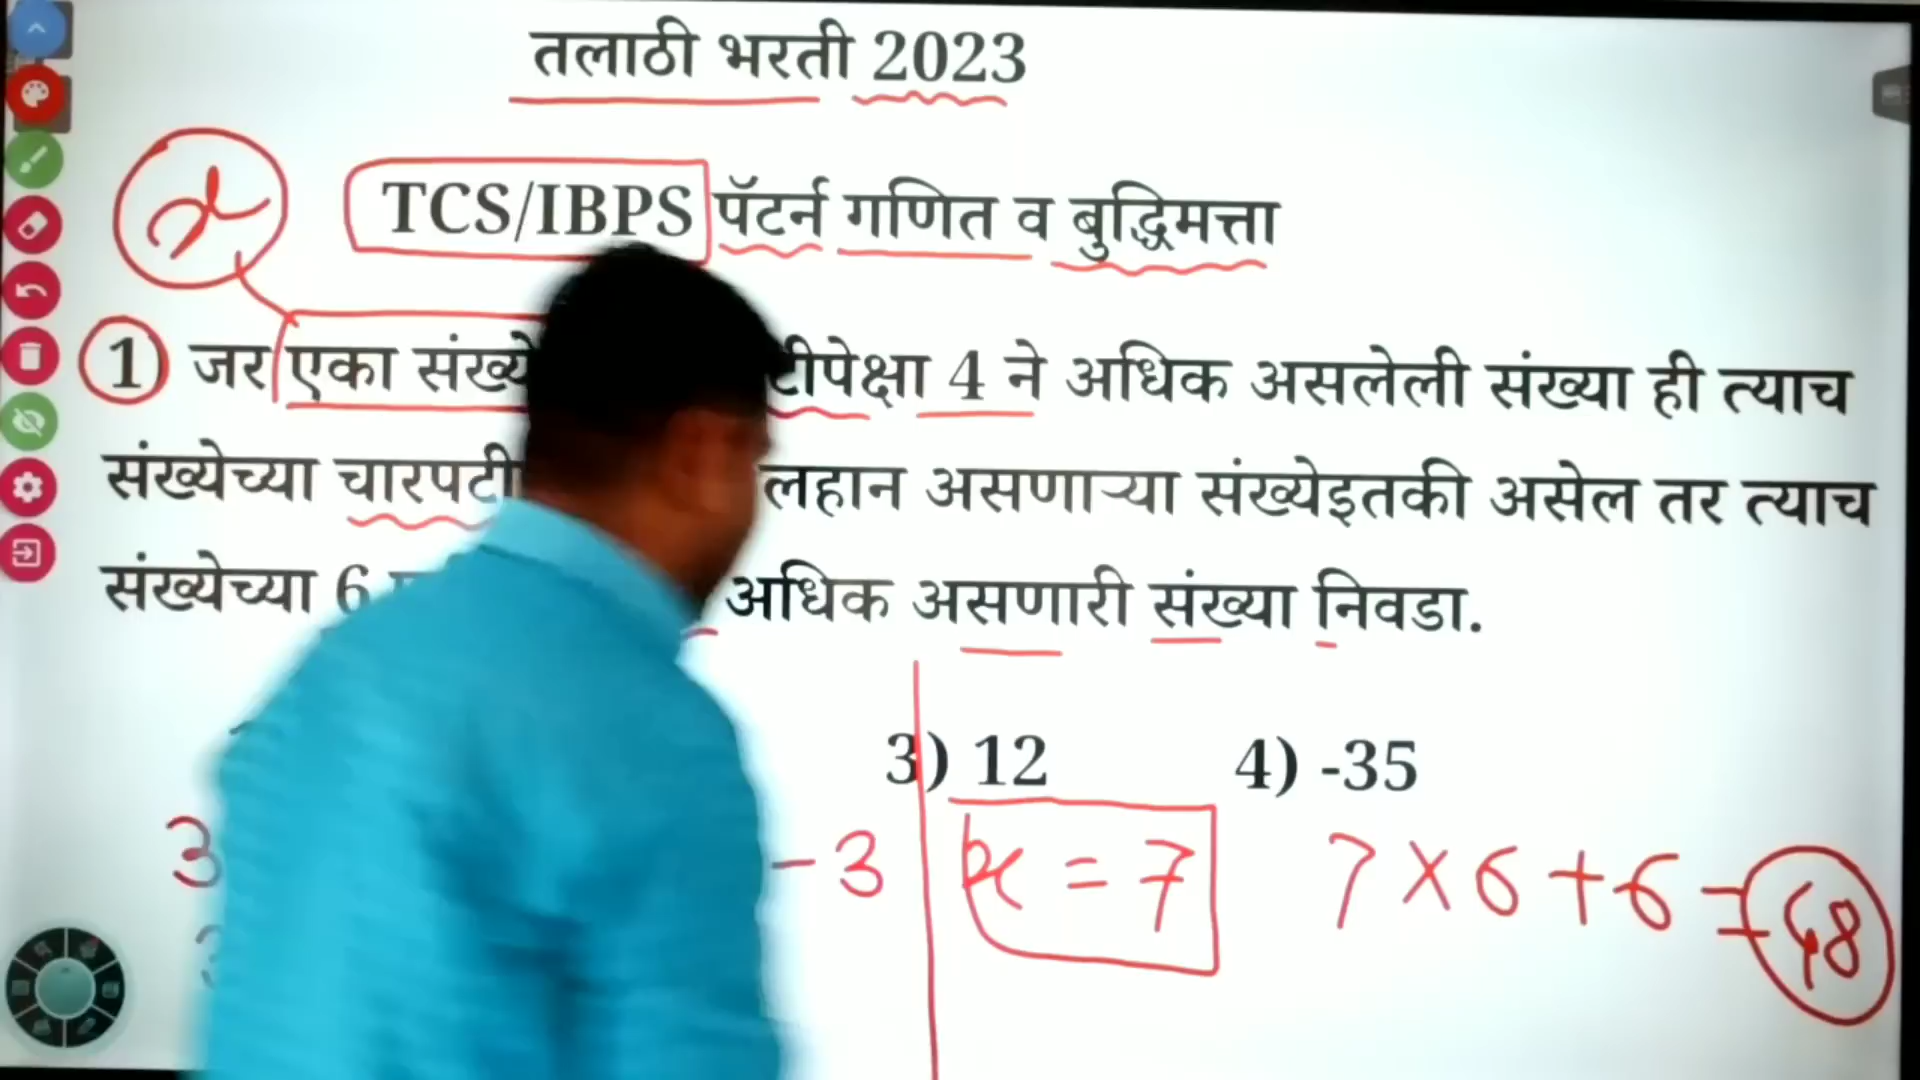 तलाठी भरती 2023
x
TCS/IBPS पॅटर्न गणित व बुद्धिमत्ता
1) जर एका टीपेक्षा 4 ने अधिक असलेली संख्या ही त्याच
संख्येच्या चारपटी लहान असणाऱ्या संख्येइतकी असेल तर त्याच
संख्येच्या 6 अधिक असणारी संख्या निवडा.
3) 12 4) -35
3 - 3 x = 7 7 × 6 + 6 = 48